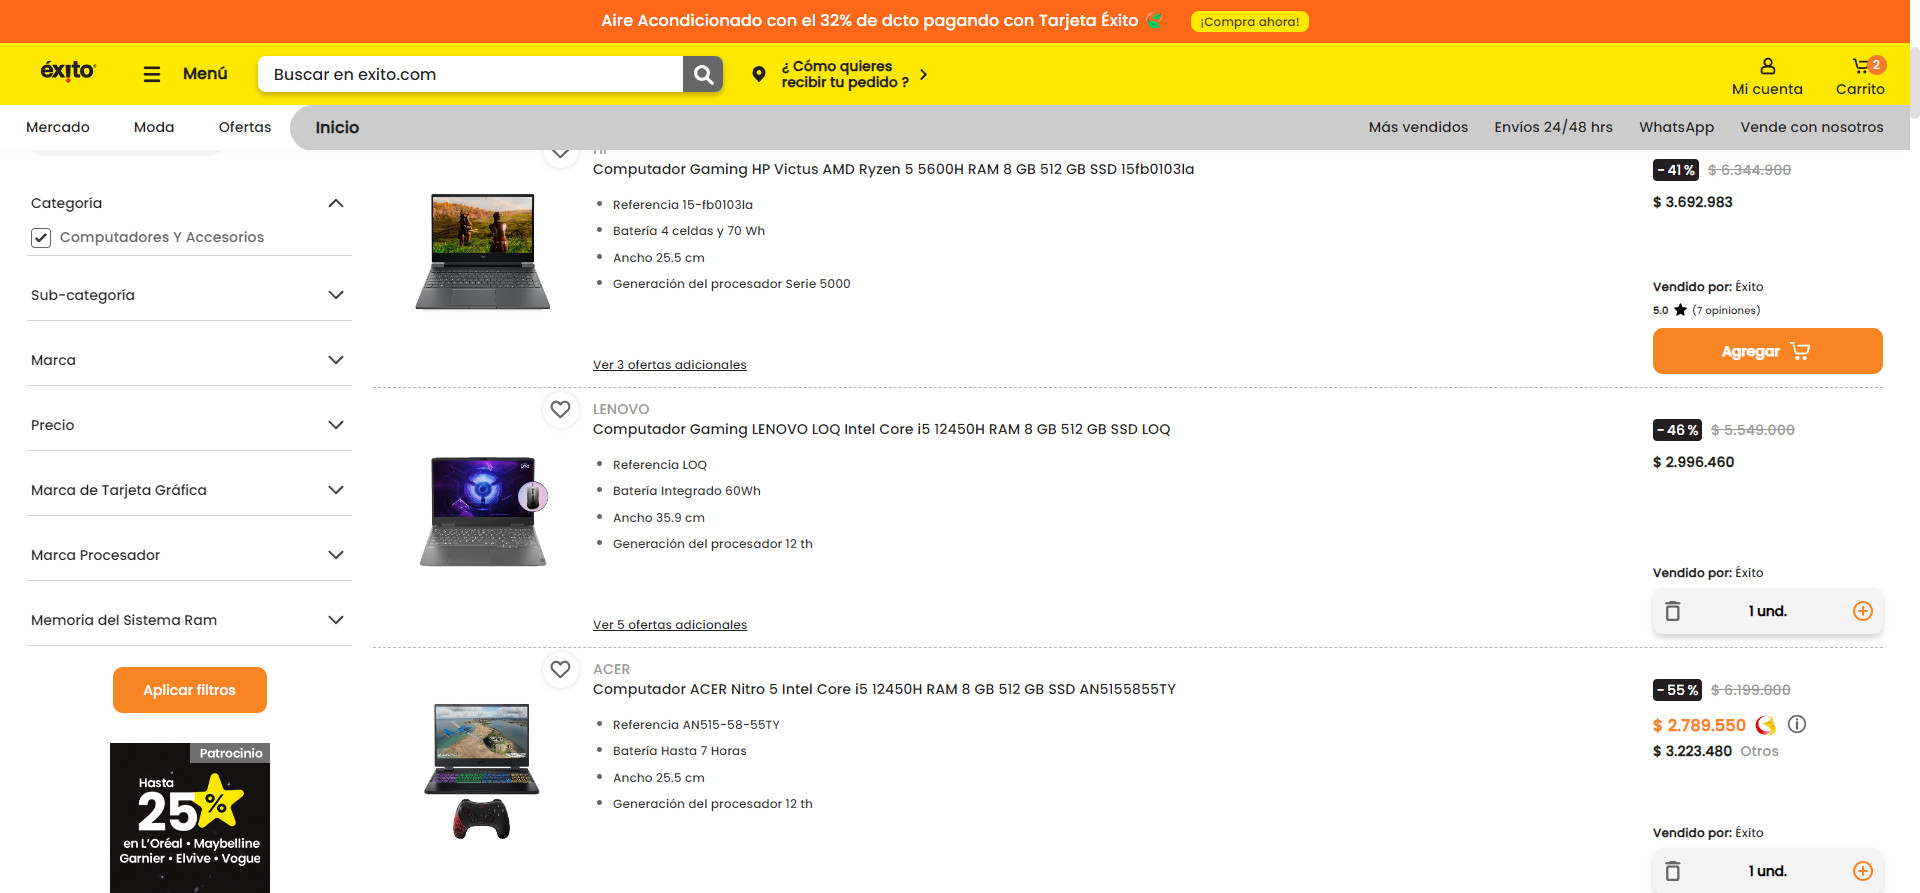 Aire Acondicionado con el 32% de dcto pagando con Tarjeta Éxito
¡Compra ahora!
éxito
Menú
Buscar en exito.com
¿ Cómo quieres
recibir tu pedido ?
Mi cuenta
2
Carrito
Mercado
Moda
Ofertas
Inicio
Más vendidos
Envíos 24/48 hrs
WhatsApp
Vende con nosotros
Categoría
Computadores Y Accesorios
Sub-categoría
Marca
Precio
Marca de Tarjeta Gráfica
Marca Procesador
Memoria del Sistema Ram
Aplicar filtros
Patrocinio
Hasta
25%
en L'Oréal • Maybelline
Garnier • Elvive • Vogue
Computador Gaming HP Victus AMD Ryzen 5 5600H RAM 8 GB 512 GB SSD 15fb0103la
Referencia 15-fb0103la
Batería 4 celdas y 70 Wh
Ancho 25.5 cm
Generación del procesador Serie 5000
Ver 3 ofertas adicionales
- 41 % $ 6.344.900
$ 3.692.983
Vendido por: Éxito
5.0 (7 opiniones)
Agregar
LENOVO
Computador Gaming LENOVO LOQ Intel Core i5 12450H RAM 8 GB 512 GB SSD LOQ
Referencia LOQ
Batería Integrado 60Wh
Ancho 35.9 cm
Generación del procesador 12 th
Ver 5 ofertas adicionales
- 46 % $ 5.549.000
$ 2.996.460
Vendido por: Éxito
1 und.
ACER
Computador ACER Nitro 5 Intel Core i5 12450H RAM 8 GB 512 GB SSD AN5155855TY
Referencia AN515-58-55TY
Batería Hasta 7 Horas
Ancho 25.5 cm
Generación del procesador 12 th
- 55 % $ 6.199.000
$ 2.789.550
$ 3.223.480 Otros
Vendido por: Éxito
1 und.